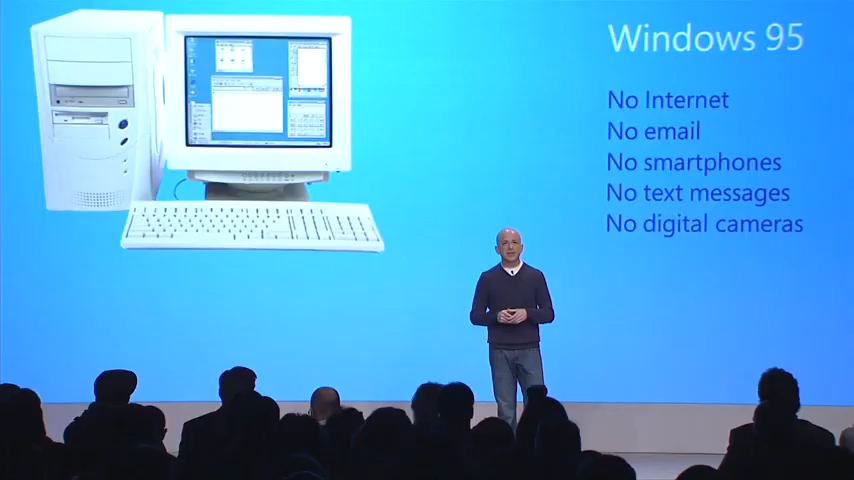 Windows 95
No Internet
No email
No smartphones
No text messages
No digital cameras